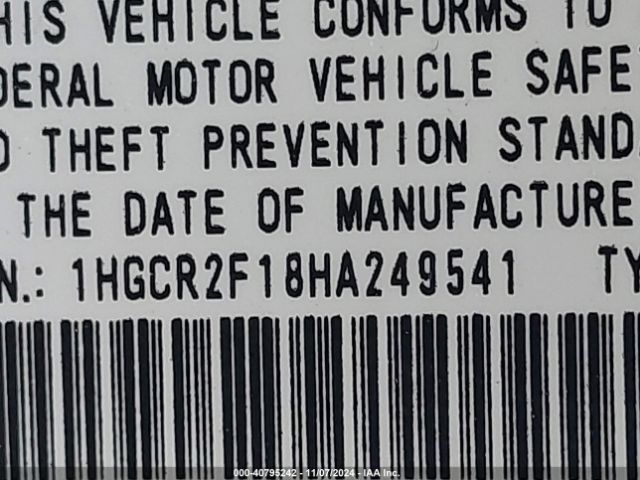 HIS VEHICLE CONFORMS TO
DERAL MOTOR VEHICLE SAFE
D THEFT PREVENTION STAND
THE DATE OF MANUFACTURE
N.: 1HGCR2F18HA249541 TY
000-40795242 - 11/07/2024 - IAA Inc.